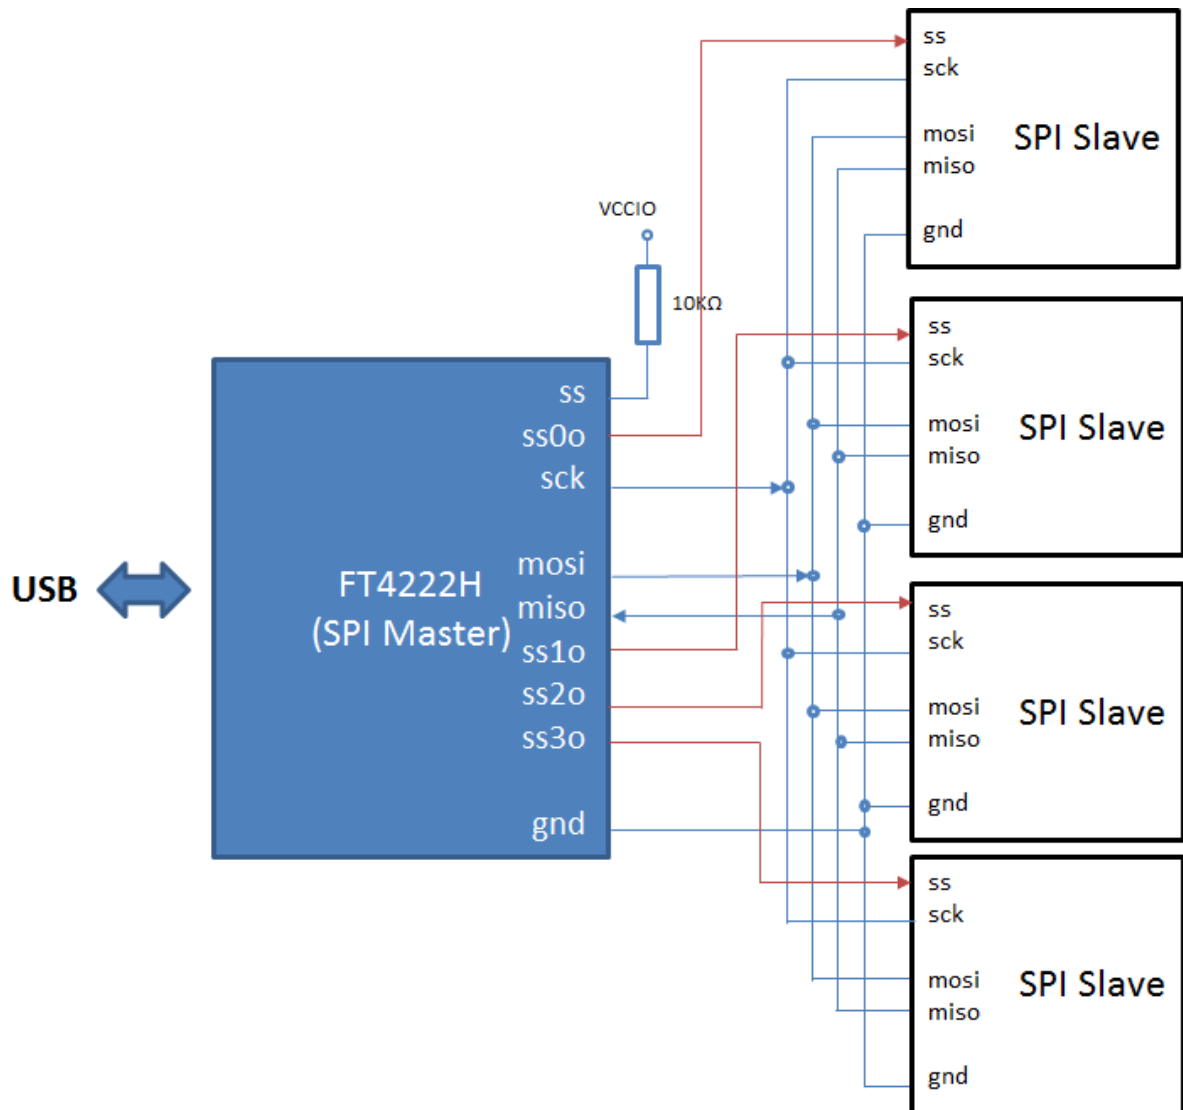 USB
FT4222H
(SPI Master)
VCCIO
10KΩ
ss
ss0o
sck
mosi
miso
ss1o
ss2o
ss3o
gnd
ss
sck
mosi
miso
gnd
SPI Slave
ss
sck
mosi
miso
gnd
SPI Slave
ss
sck
mosi
miso
gnd
SPI Slave
ss
sck
mosi
miso
gnd
SPI Slave